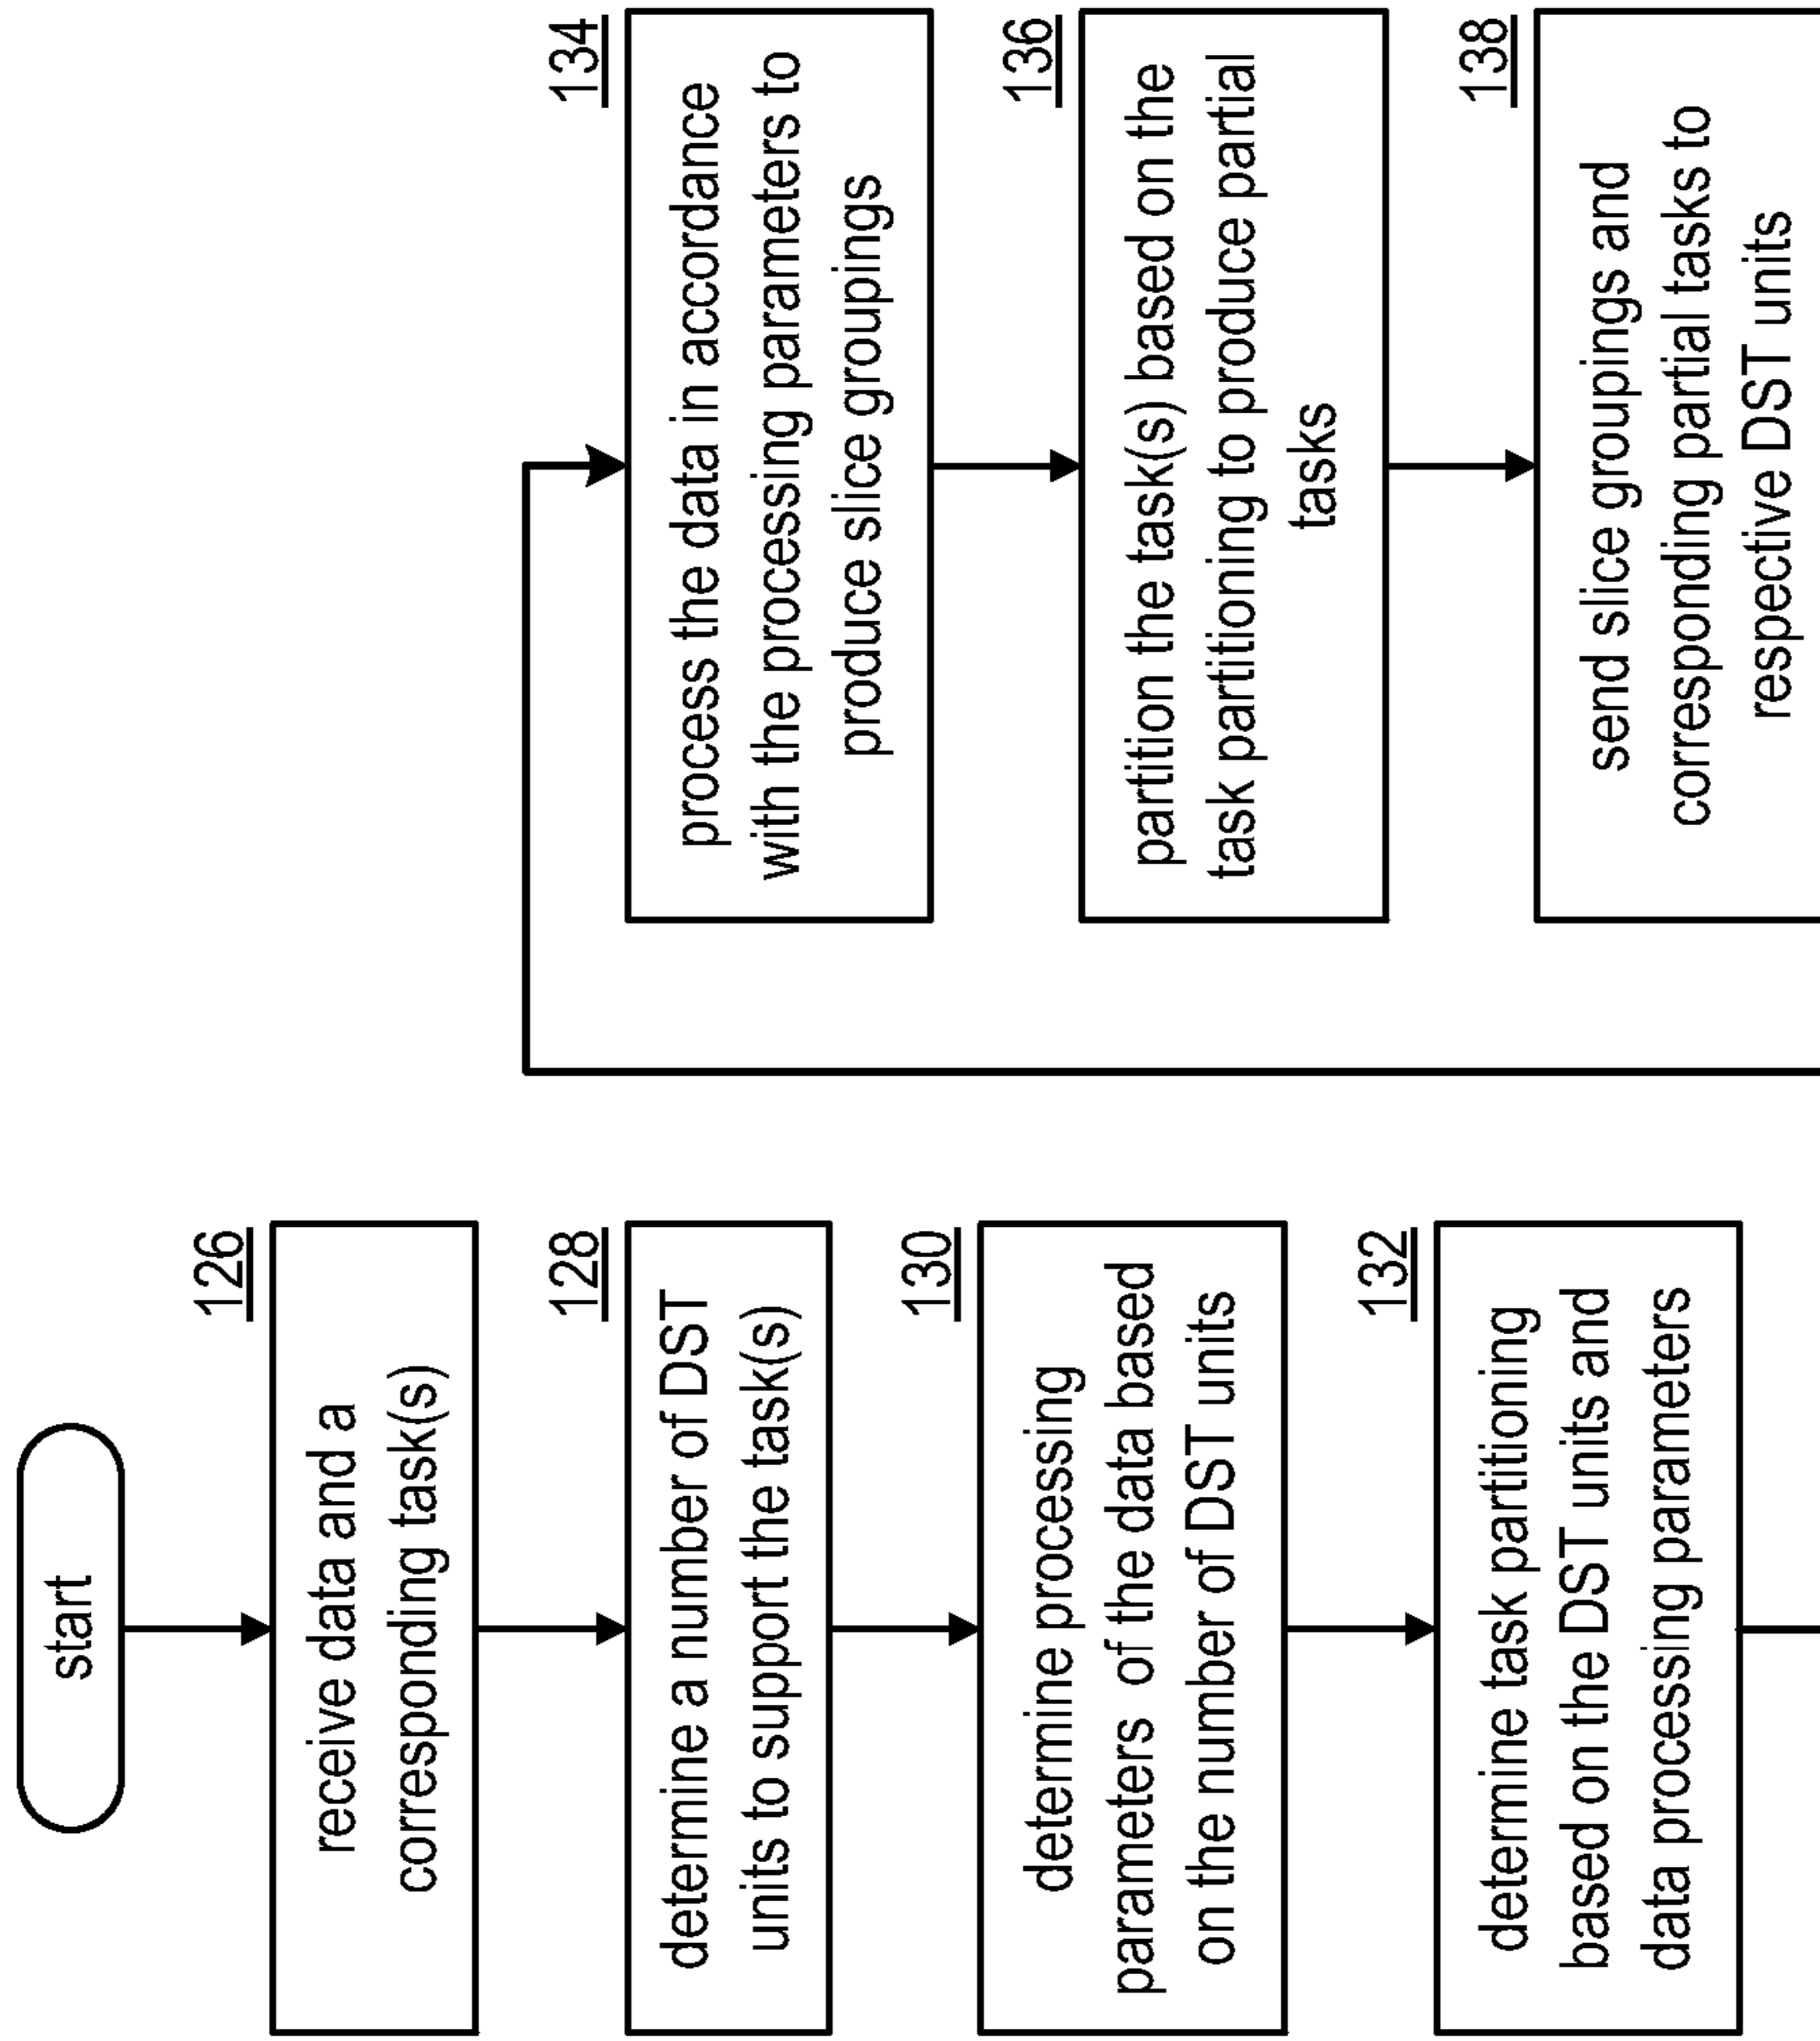 start
126
receive data and a
corresponding task(s)
128
determine a number of DST
units to support the task(s)
130
determine processing
parameters of the data based
on the number of DST units
132
determine task partitioning
based on the DST units and
data processing parameters
134
process the data in accordance
with the processing parameters to
produce slice groupings
136
partition the task(s) based on the
task partitioning to produce partial
tasks
138
send slice groupings and
corresponding partial tasks to
respective DST units